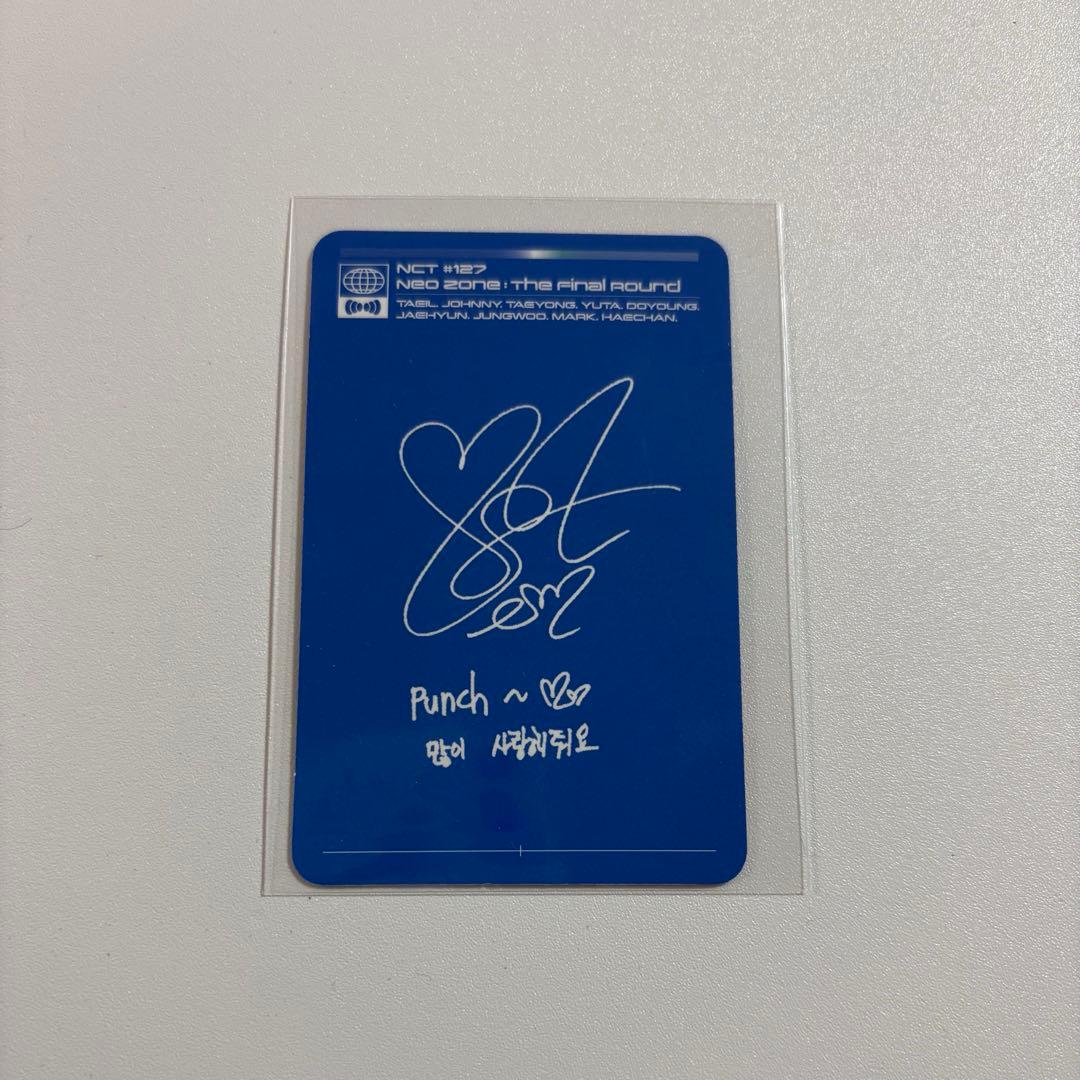 NCT #127
Neo Zone : The Final Round
TAEIL. JOHNNY. TAEYONG. YUTA. DOYOUNG.
JAEHYUN. JUNGWOO. MARK. HAECHAN.
Punch ~
많이 사랑해줘요